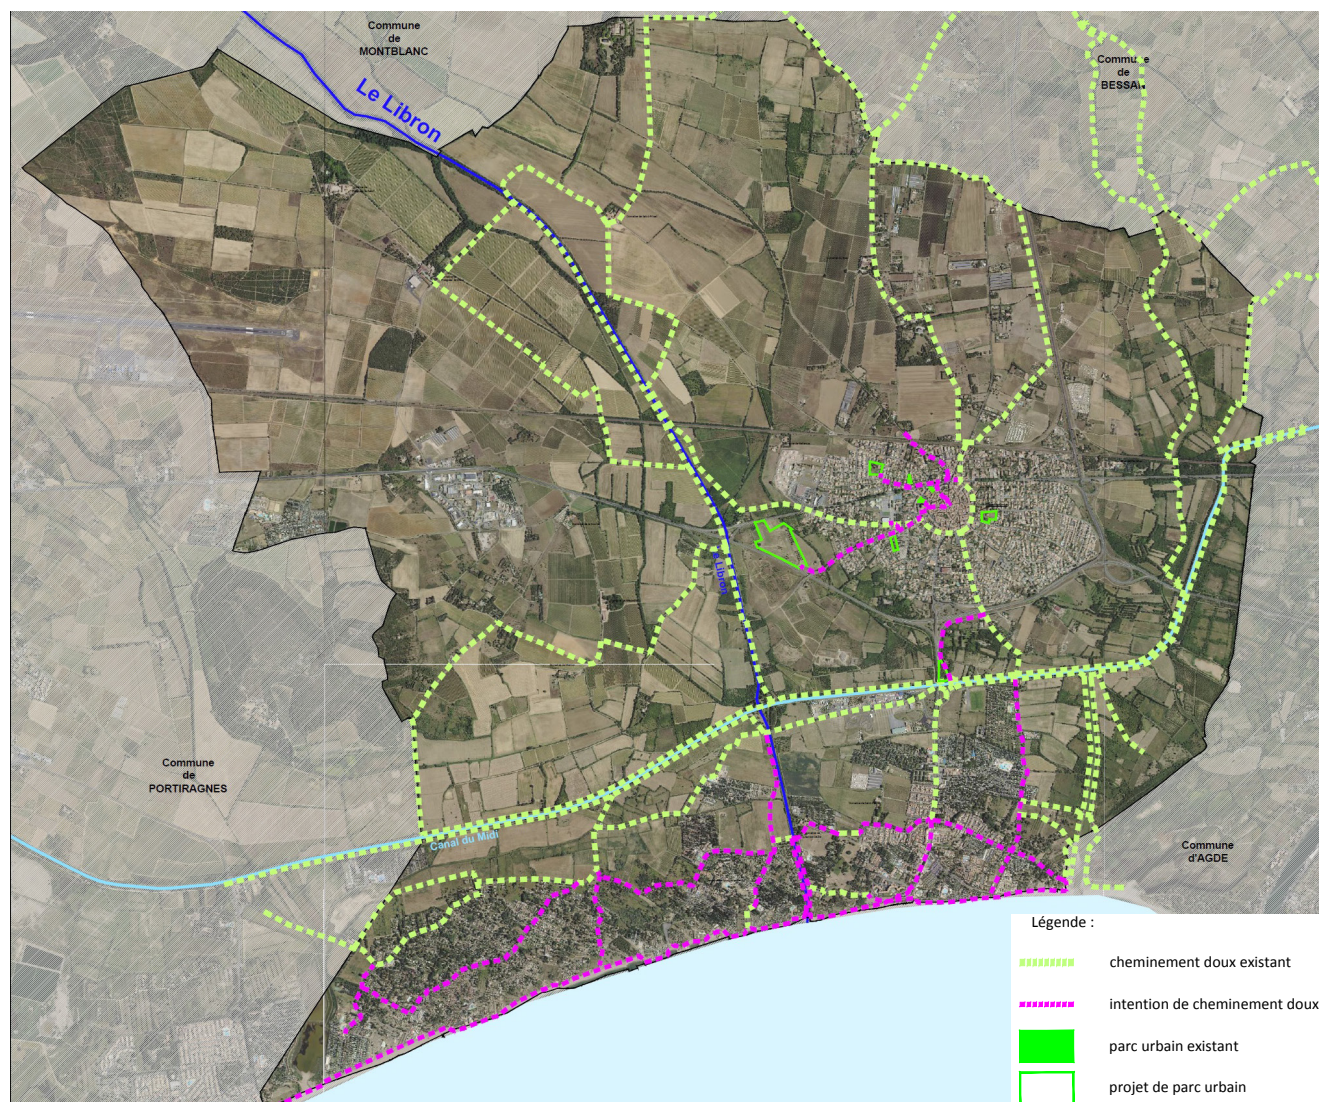 Commune
de
MONTBLANC
Commune
de
BESSAN
Le Libron
Libron
Commune
de
PORTIRAGNES
Canal du Midi
Commune
d'AGDE
Légende :
cheminement doux existant
intention de cheminement doux
parc urbain existant
projet de parc urbain